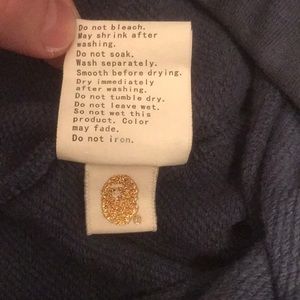 Do not bleach.
May shrink after
washing.
Do not soak.
Wash separately.
Smooth before drying.
Dry immediately
after washing.
Do not tumble dry.
Do not leave wet.
So not wet this
product. Color
may fade.
Do not iron.